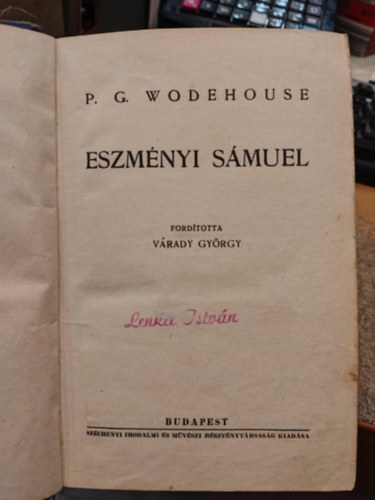 P. G. WODEHOUSE
ESZMÉNYI SÁMUEL
FORDÍTOTTA
VÁRADY GYÖRGY
Lenkei István
BUDAPEST
SZÉCHENYI IRODALMI ÉS MŰVÉSZI RÉSZVÉNYTÁRSASÁG KIADÁSA